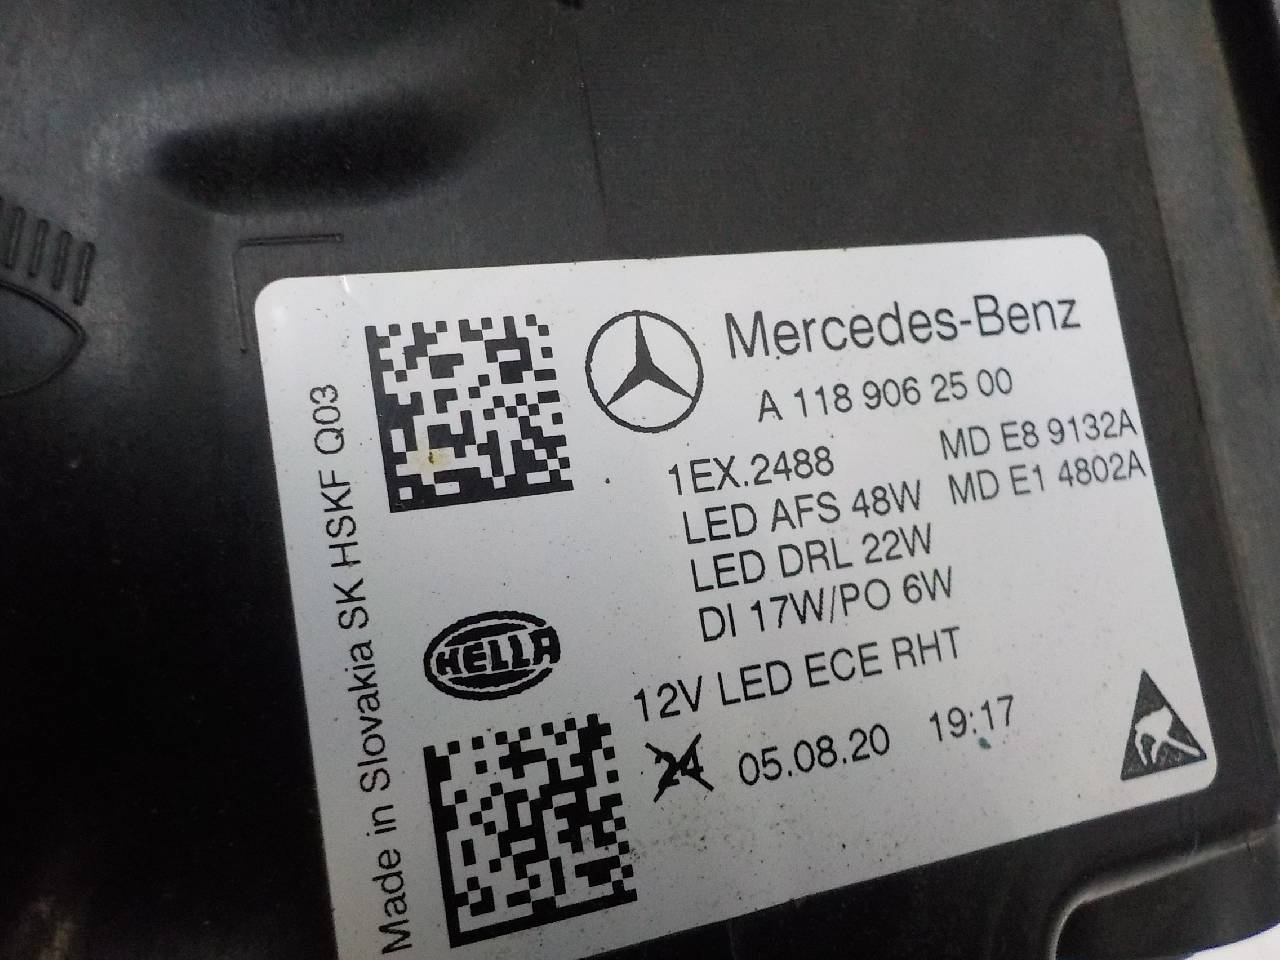 Mercedes-Benz
A 118 906 25 00
1EX.2488 MD E8 9132A
LED AFS 48W MD E1 4802A
LED DRL 22W
DI 17W/PO 6W
12V LED ECE RHT
24 05.08.20 19:17
HELLA
Made in Slovakia SK HSKF Q03